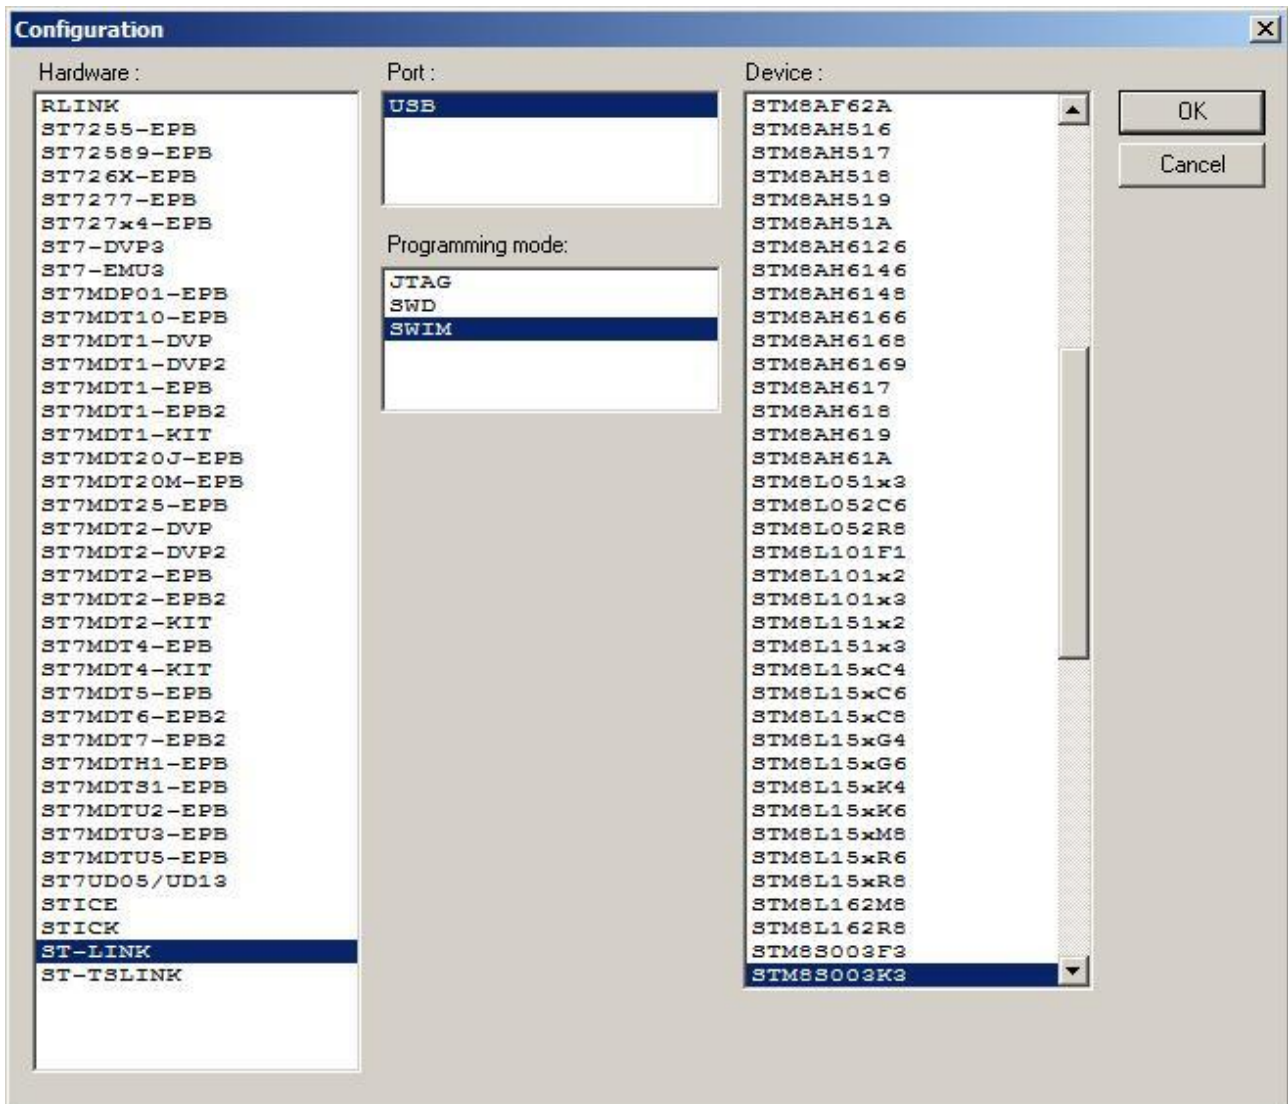 Configuration
Hardware :
RLINK
ST7255-EPB
ST72589-EPB
ST726X-EPB
ST7277-EPB
ST727x4-EPB
ST7-DVP3
ST7-EMU3
ST7MDP01-EPB
ST7MDT10-EPB
ST7MDT1-DVP
ST7MDT1-DVP2
ST7MDT1-EPB
ST7MDT1-EPB2
ST7MDT1-KIT
ST7MDT20J-EPB
ST7MDT20M-EPB
ST7MDT25-EPB
ST7MDT2-DVP
ST7MDT2-DVP2
ST7MDT2-EPB
ST7MDT2-EPB2
ST7MDT2-KIT
ST7MDT4-EPB
ST7MDT4-KIT
ST7MDT5-EPB
ST7MDT6-EPB2
ST7MDT7-EPB2
ST7MDTH1-EPB
ST7MDTS1-EPB
ST7MDTU2-EPB
ST7MDTU3-EPB
ST7MDTU5-EPB
ST7UD05/UD13
STICE
STICK
ST-LINK
ST-TSLINK
Port :
USB
Programming mode:
JTAG
SWD
SWIM
Device :
STM8AF62A
STM8AH516
STM8AH517
STM8AH518
STM8AH519
STM8AH51A
STM8AH6126
STM8AH6146
STM8AH6148
STM8AH6166
STM8AH6168
STM8AH6169
STM8AH617
STM8AH618
STM8AH619
STM8AH61A
STM8L051x3
STM8L052C6
STM8L052R8
STM8L101F1
STM8L101x2
STM8L101x3
STM8L151x2
STM8L151x3
STM8L15xC4
STM8L15xC6
STM8L15xC8
STM8L15xG4
STM8L15xG6
STM8L15xK4
STM8L15xK6
STM8L15xM8
STM8L15xR6
STM8L15xR8
STM8L162M8
STM8L162R8
STM8S003F3
STM8S003K3
OK
Cancel